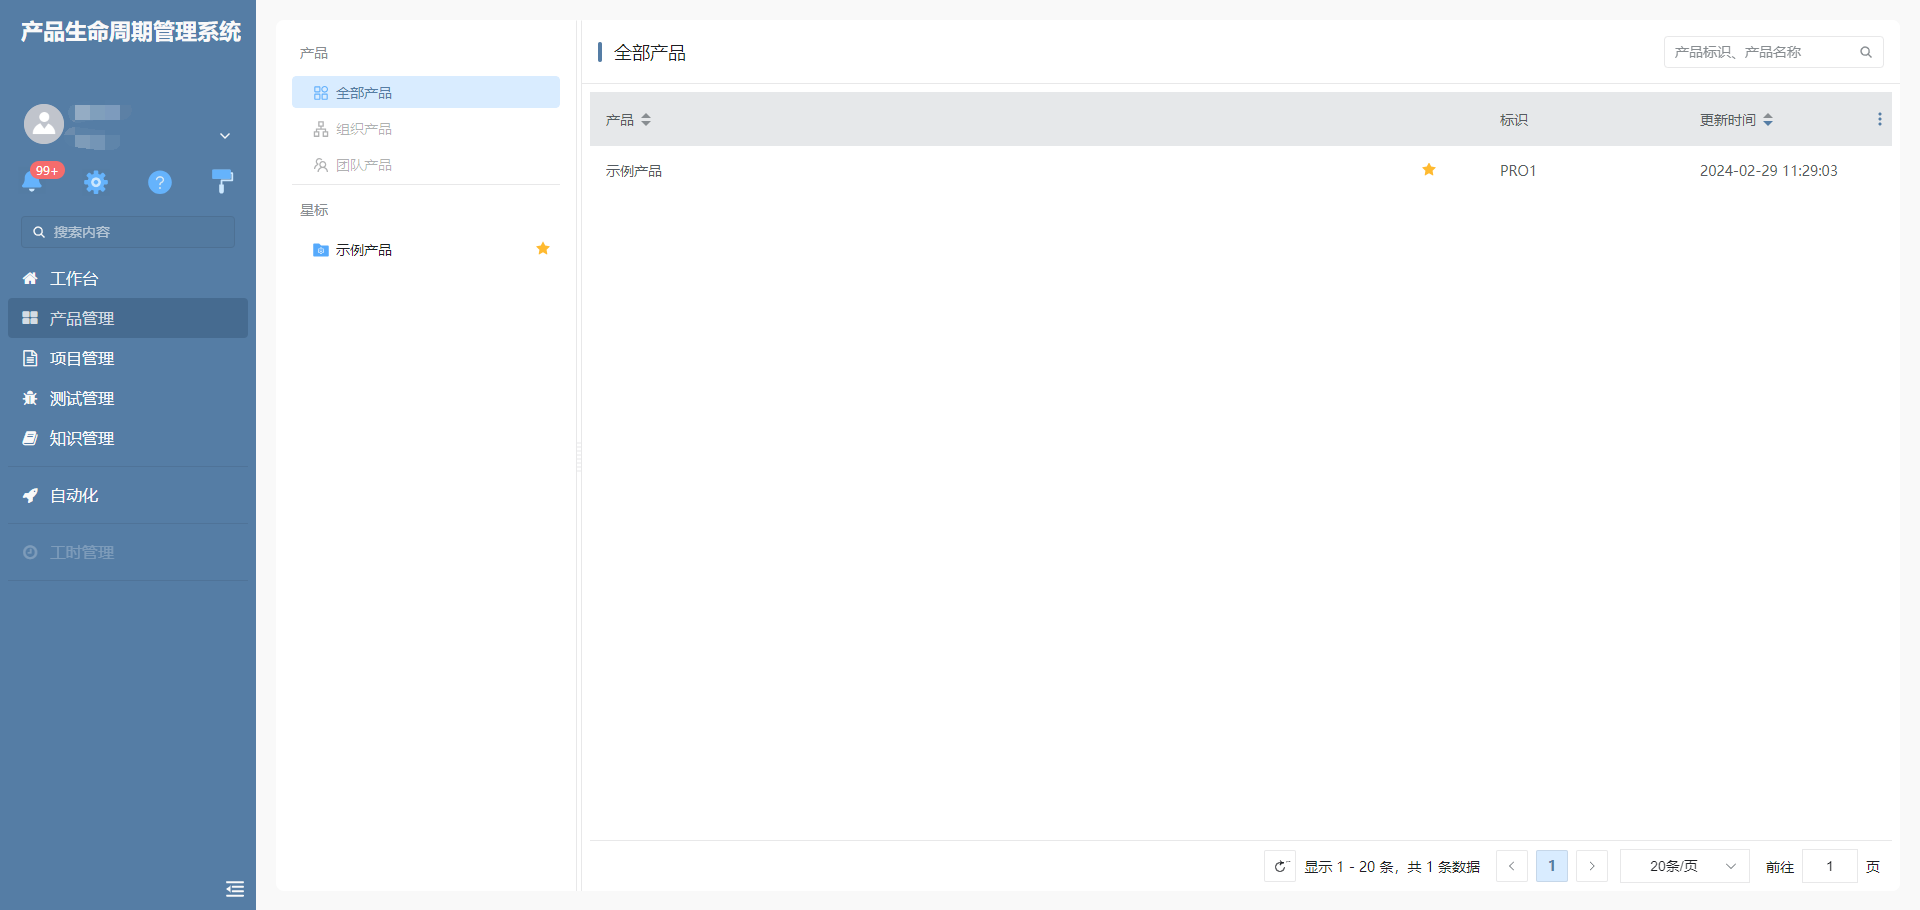 产品生命周期管理系统
99+
?
搜索内容
工作台
产品管理
项目管理
测试管理
知识管理
自动化
工时管理
产品
全部产品
组织产品
团队产品
星标
示例产品
全部产品
产品标识、产品名称
产品 标识 更新时间
示例产品 PRO1 2024-02-29 11:29:03
显示 1 - 20 条，共 1 条数据 1 20条/页 前往 1 页